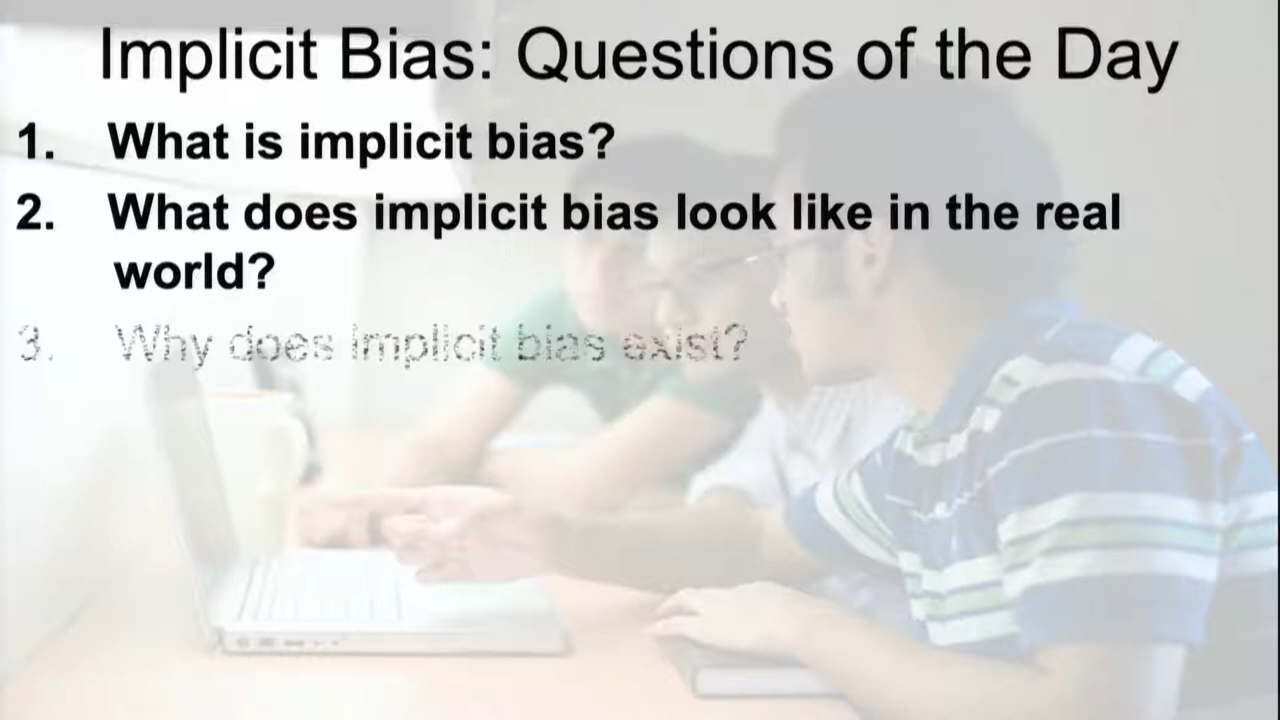 Implicit Bias: Questions of the Day
1. What is implicit bias?
2. What does implicit bias look like in the real
world?
3. Why does implicit bias exist?